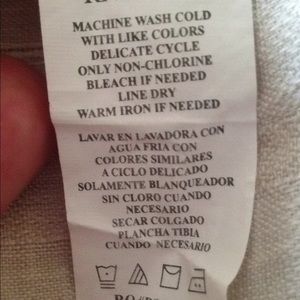 MACHINE WASH COLD
WITH LIKE COLORS
DELICATE CYCLE
ONLY NON-CHLORINE
BLEACH IF NEEDED
LINE DRY
WARM IRON IF NEEDED
LAVAR EN LAVADORA CON
AGUA FRIA CON
COLORES SIMILARES
A CICLO DELICADO
SOLAMENTE BLANQUEADOR
SIN CLORO CUANDO
NECESARIO
SECAR COLGADO
PLANCHA TIBIA
CUANDO NECESARIO